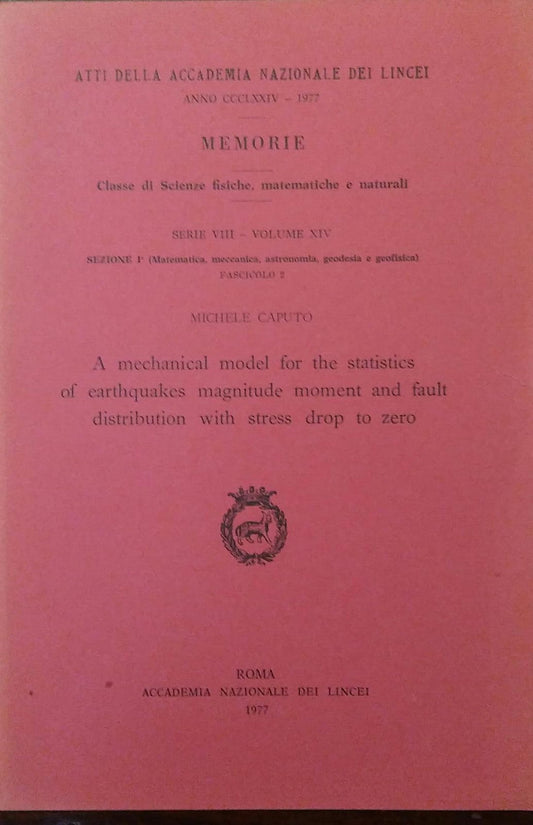 ATTI DELLA ACCADEMIA NAZIONALE DEI LINCEI
ANNO CCCLXXIV – 1977
MEMORIE
Classe di Scienze fisiche, matematiche e naturali
SERIE VIII – VOLUME XIV
SEZIONE Iª (Matematica, meccanica, astronomia, geodesia e geofisica)
FASCICOLO 2
MICHELE CAPUTO
A mechanical model for the statistics
of earthquakes magnitude moment and fault
distribution with stress drop to zero
ROMA
ACCADEMIA NAZIONALE DEI LINCEI
1977